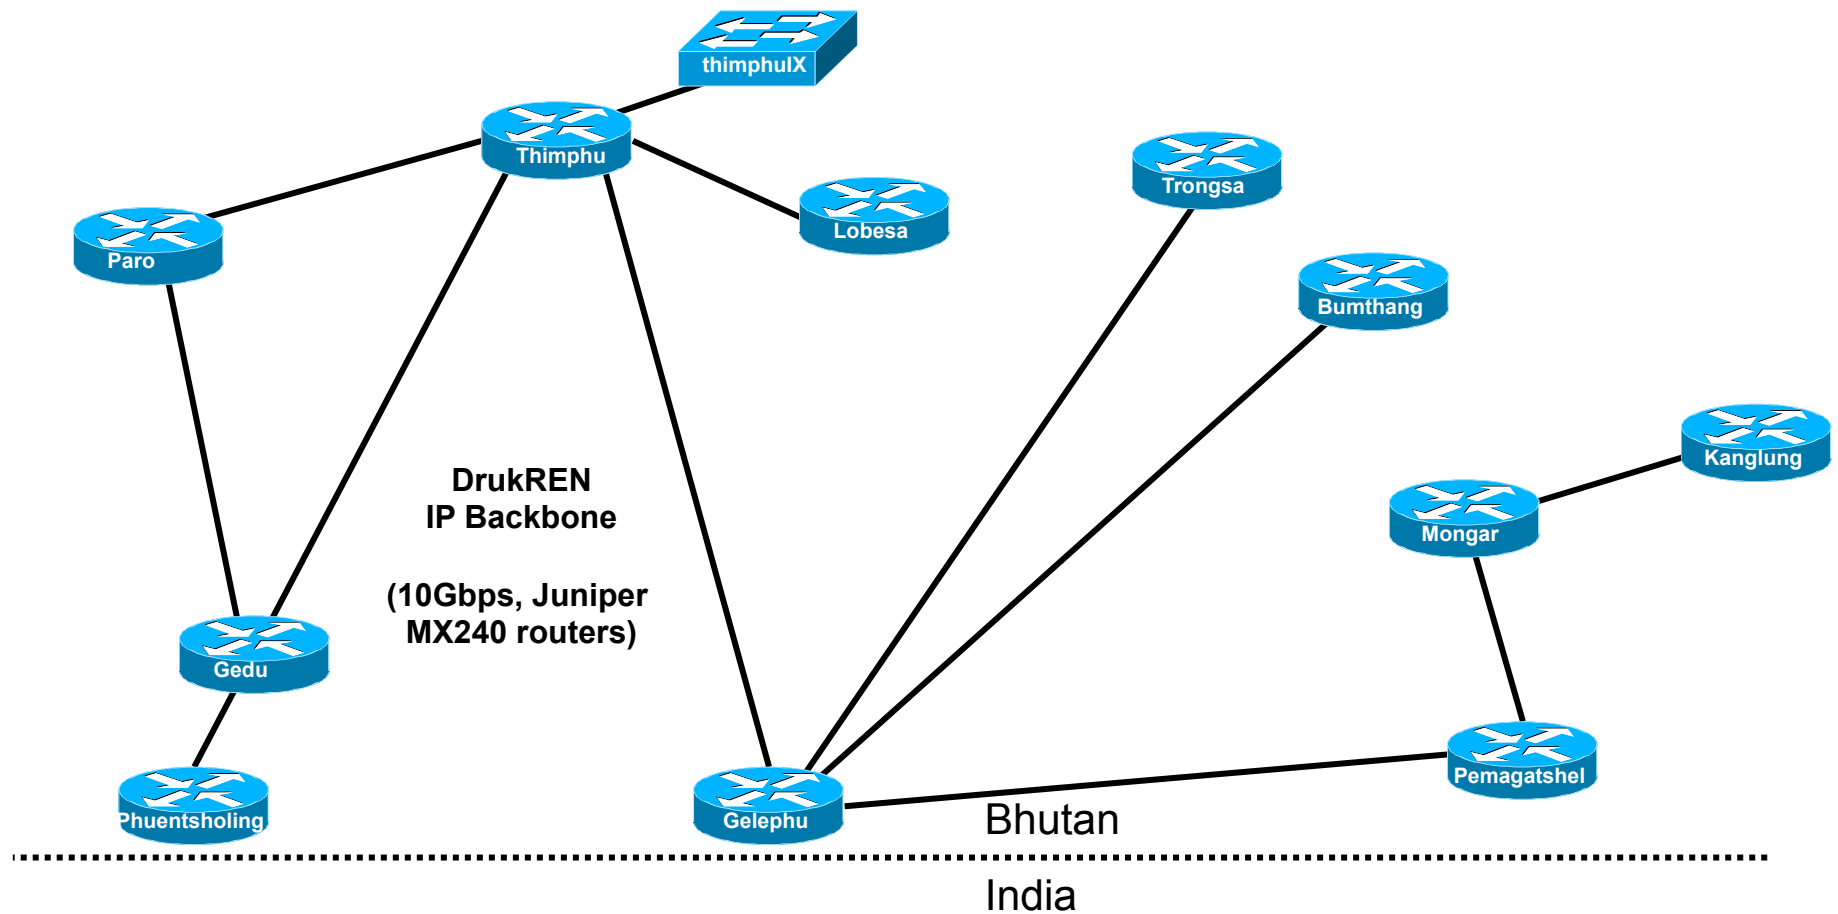 thimphuIX
Thimphu
Trongsa
Lobesa
Paro
Bumthang
Kanglung
DrukREN
IP Backbone
Mongar
(10Gbps, Juniper
MX240 routers)
Gedu
Pemagatshel
Phuentsholing
Gelephu
Bhutan
India